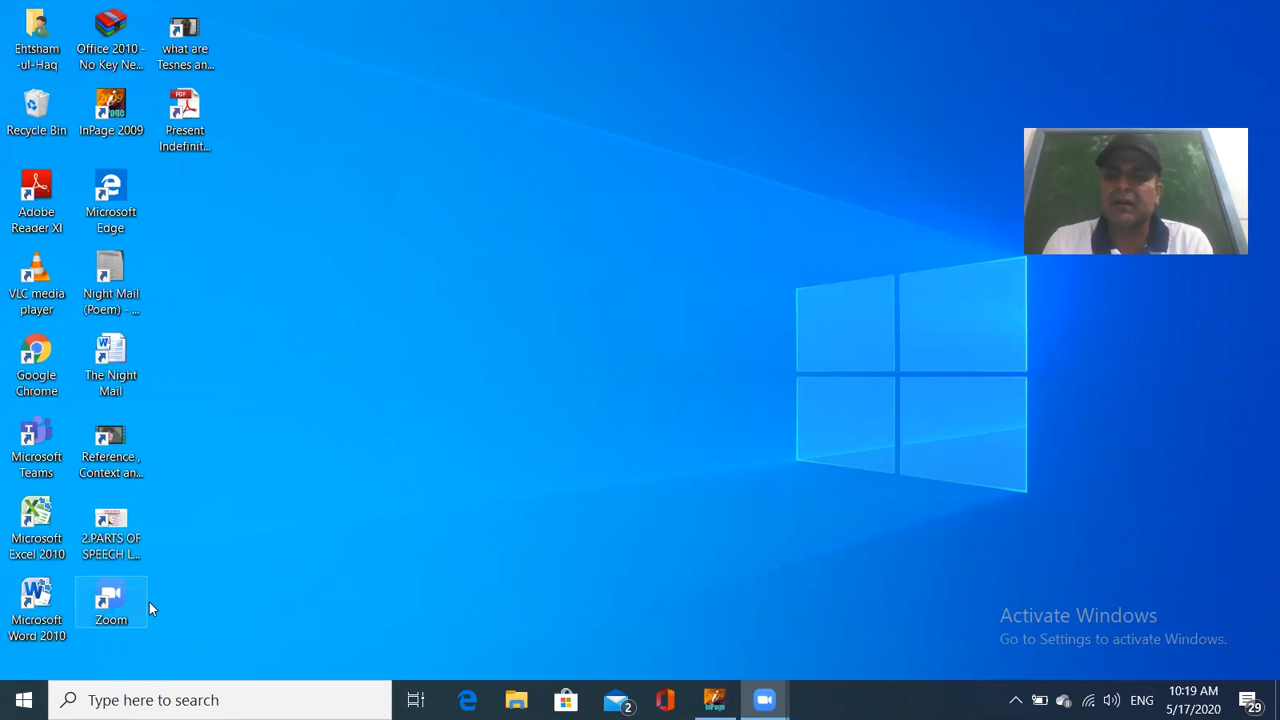 Ehtsham
-ul-Haq
Office 2010 -
No Key Ne...
what are
Tesnes an...
Recycle Bin
2009
InPage 2009
PDF
Present
Indefinit...
Adobe
Reader XI
Microsoft
Edge
VLC media
player
Night Mail
(Poem) - ...
Google
Chrome
The Night
Mail
Microsoft
Teams
Reference ,
Context an...
Microsoft
Excel 2010
2.PARTS OF
SPEECH L...
Microsoft
Word 2010
Zoom
Activate Windows
Go to Settings to activate Windows.
Type here to search
2
InPage
ENG
10:19 AM
5/17/2020
29